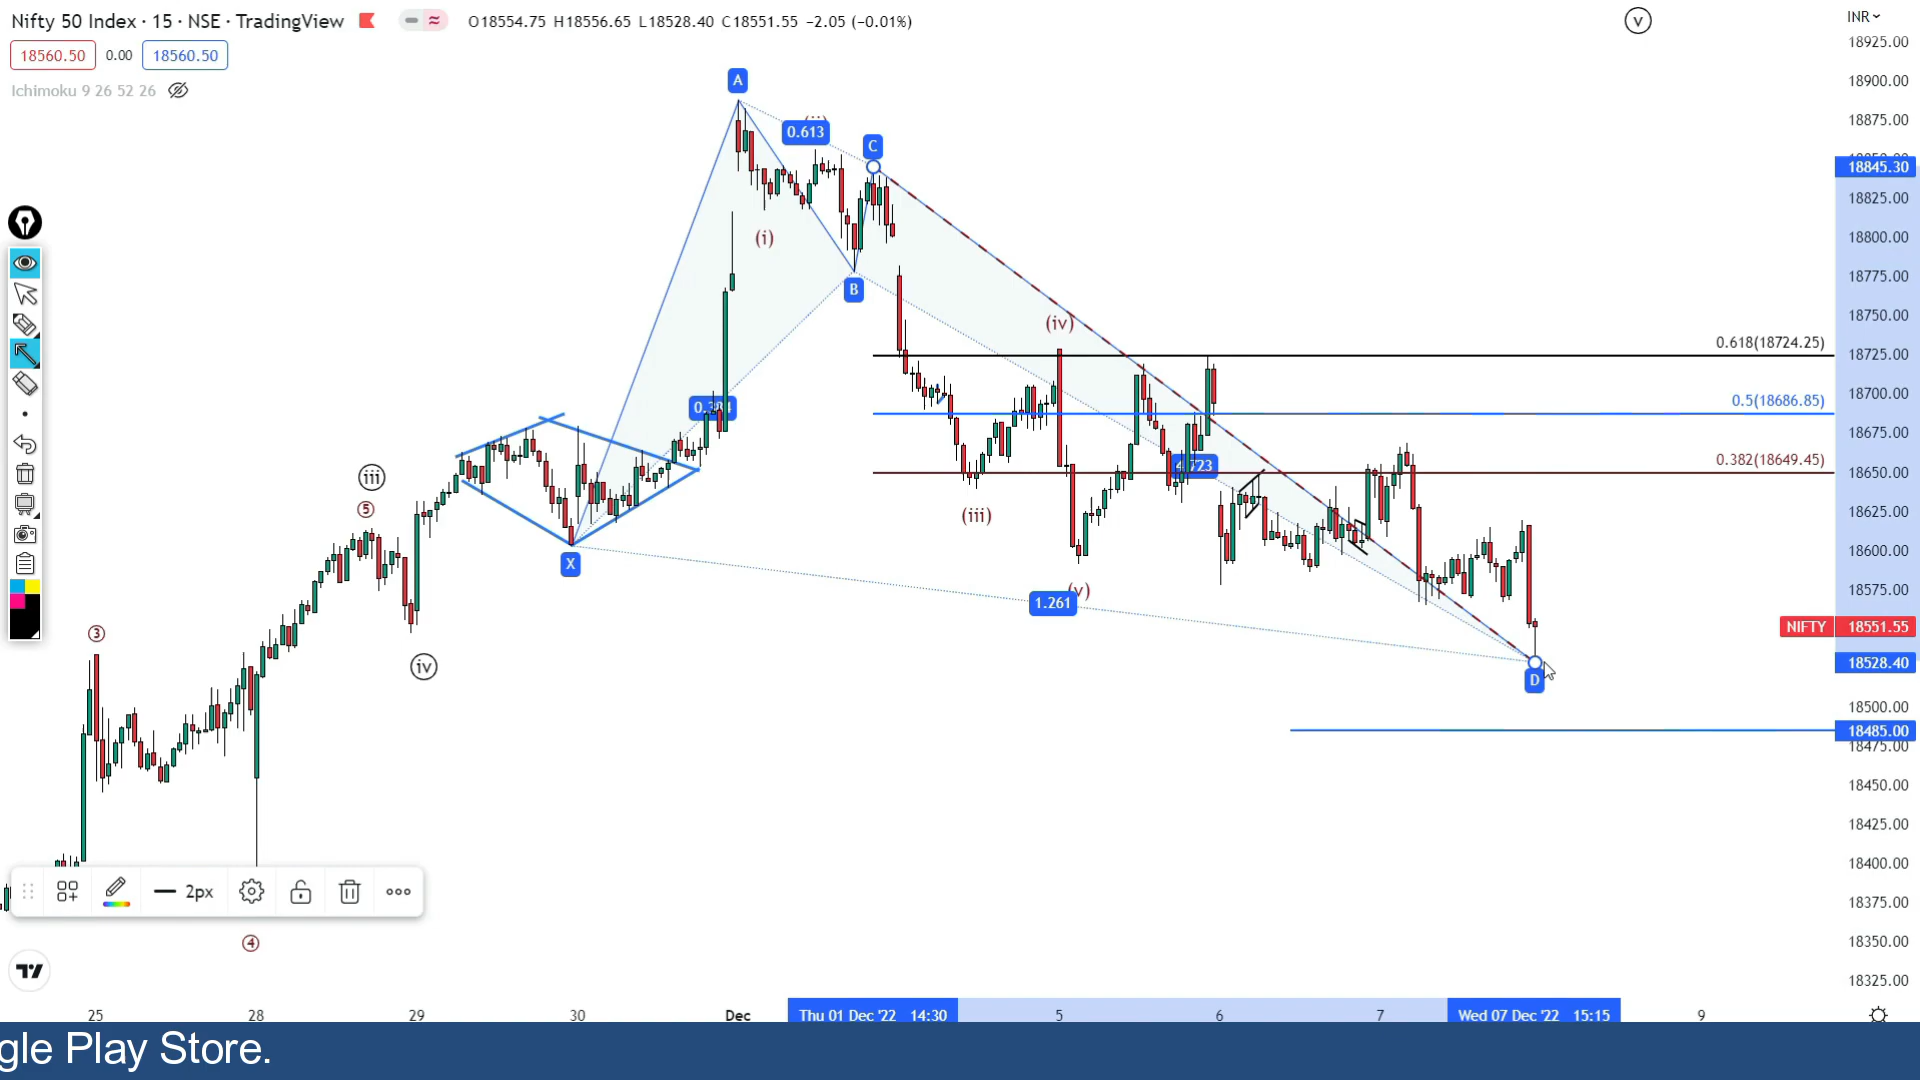 Nifty 50 Index · 15 · NSE · TradingView
O18554.75 H18556.65 L18528.40 C18551.55 −2.05 (−0.01%)
V
INR
18560.50 0.00 18560.50
Ichimoku 9 26 52 26
18925.00
18900.00
18875.00
18845.30
18825.00
18800.00
18775.00
18750.00
18725.00
18700.00
18675.00
18650.00
18625.00
18600.00
18575.00
NIFTY 18551.55
18528.40
18500.00
18485.00
18475.00
18450.00
18425.00
18400.00
18375.00
18350.00
18325.00
A
0.613
C
(i)
B
(iv)
0.618(18724.25)
0.5(18686.85)
0.382(18649.45)
iii
5
(iii)
X
1.261
(v)
3
iv
D
2px
4
25 28 29 30 Dec Thu 01 Dec '22 14:30 5 6 7 Wed 07 Dec '22 15:15 9
gle Play Store.